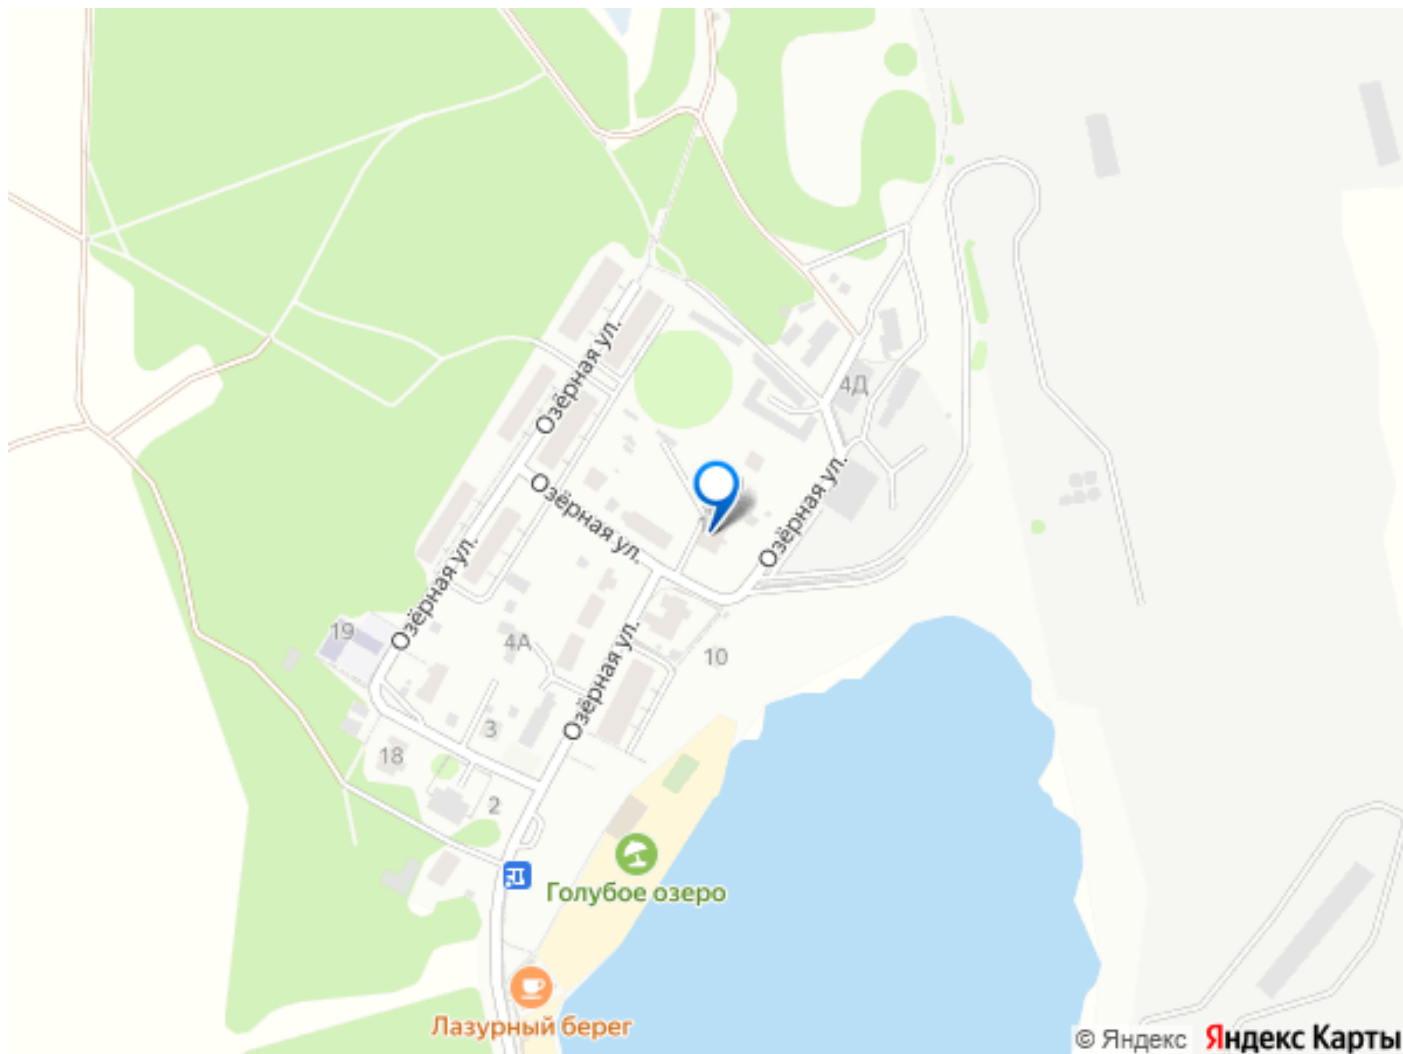 Озёрная ул.
4Д
Озёрная ул.
Озёрная ул.
Озёрная ул.
19
4А
Озёрная ул.
10
3
18
2
Голубое озеро
Лазурный берег
© Яндекс Яндекс Карты